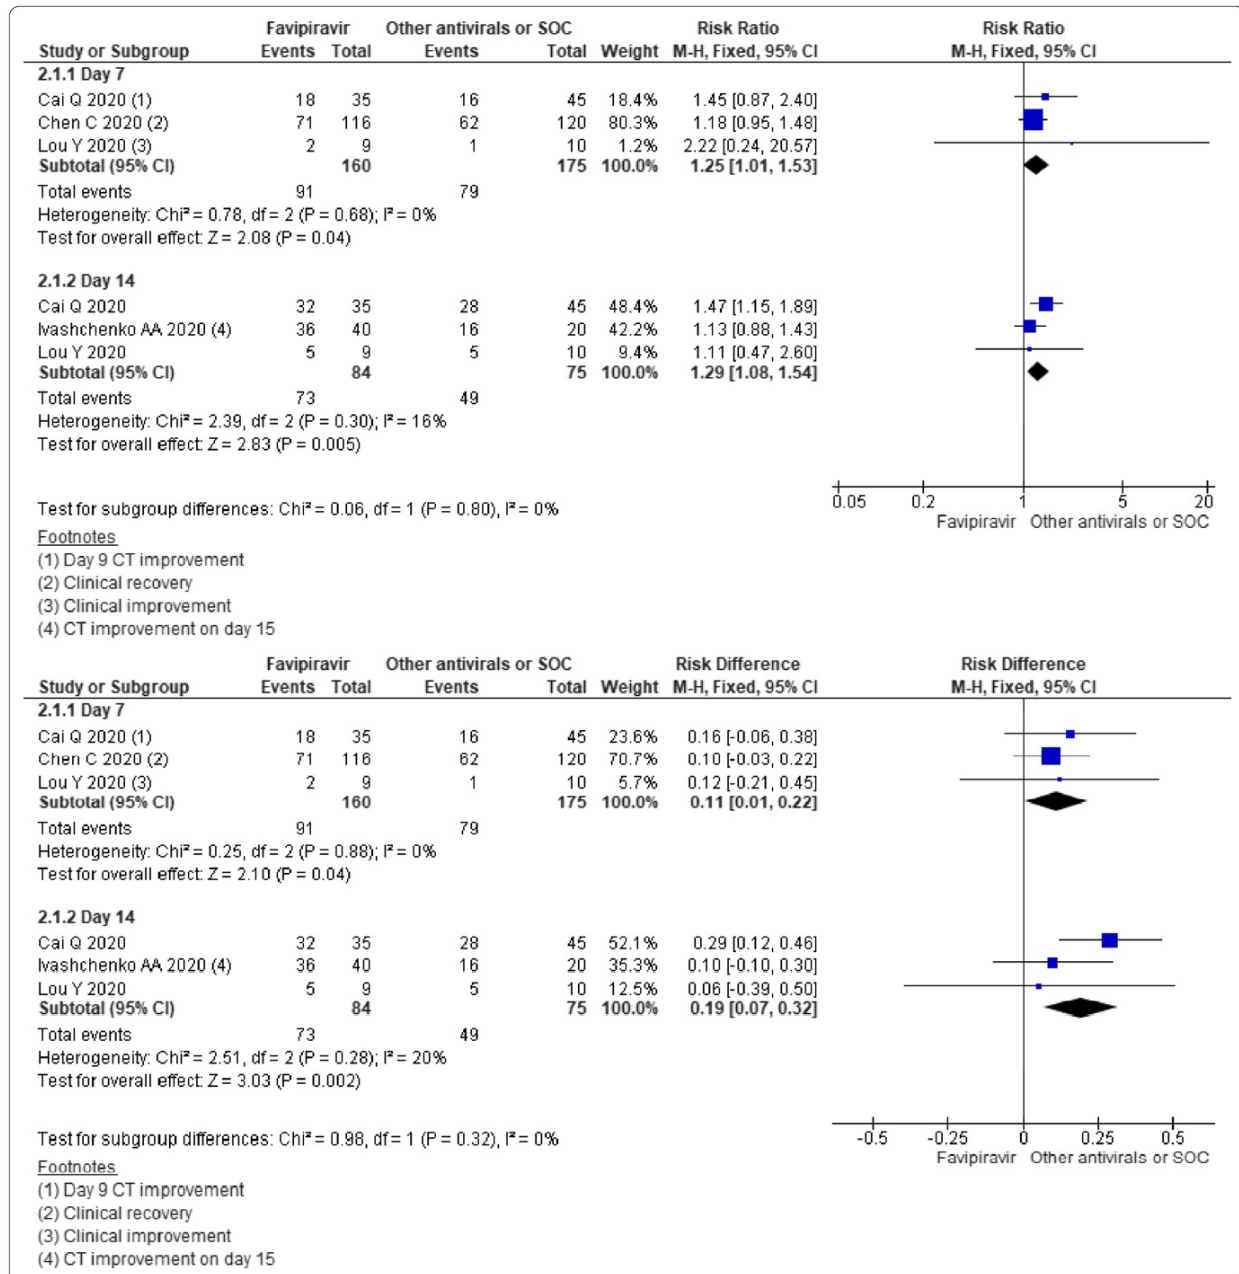 Favipiravir Other antivirals or SOC Risk Ratio Risk Ratio
Study or Subgroup Events Total Events Total Weight M-H, Fixed, 95% CI M-H, Fixed, 95% CI
2.1.1 Day 7
Cai Q 2020 (1) 18 35 16 45 18.4% 1.45 [0.87, 2.40]
Chen C 2020 (2) 71 116 62 120 80.3% 1.18 [0.95, 1.48]
Lou Y 2020 (3) 2 9 1 10 1.2% 2.22 [0.24, 20.57]
Subtotal (95% CI) 160 175 100.0% 1.25 [1.01, 1.53]
Total events 91 79
Heterogeneity: Chi² = 0.78, df = 2 (P = 0.68); I² = 0%
Test for overall effect: Z = 2.08 (P = 0.04)
2.1.2 Day 14
Cai Q 2020 32 35 28 45 48.4% 1.47 [1.15, 1.89]
Ivashchenko AA 2020 (4) 36 40 16 20 42.2% 1.13 [0.88, 1.43]
Lou Y 2020 5 9 5 10 9.4% 1.11 [0.47, 2.60]
Subtotal (95% CI) 84 75 100.0% 1.29 [1.08, 1.54]
Total events 73 49
Heterogeneity: Chi² = 2.39, df = 2 (P = 0.30); I² = 16%
Test for overall effect: Z = 2.83 (P = 0.005)
0.05 0.2 1 5 20
Test for subgroup differences: Chi² = 0.06, df = 1 (P = 0.80), I² = 0%
Favipiravir Other antivirals or SOC
Footnotes
(1) Day 9 CT improvement
(2) Clinical recovery
(3) Clinical improvement
(4) CT improvement on day 15
Favipiravir Other antivirals or SOC Risk Difference Risk Difference
Study or Subgroup Events Total Events Total Weight M-H, Fixed, 95% CI M-H, Fixed, 95% CI
2.1.1 Day 7
Cai Q 2020 (1) 18 35 16 45 23.6% 0.16 [-0.06, 0.38]
Chen C 2020 (2) 71 116 62 120 70.7% 0.10 [-0.03, 0.22]
Lou Y 2020 (3) 2 9 1 10 5.7% 0.12 [-0.21, 0.45]
Subtotal (95% CI) 160 175 100.0% 0.11 [0.01, 0.22]
Total events 91 79
Heterogeneity: Chi² = 0.25, df = 2 (P = 0.88); I² = 0%
Test for overall effect: Z = 2.10 (P = 0.04)
2.1.2 Day 14
Cai Q 2020 32 35 28 45 52.1% 0.29 [0.12, 0.46]
Ivashchenko AA 2020 (4) 36 40 16 20 35.3% 0.10 [-0.10, 0.30]
Lou Y 2020 5 9 5 10 12.5% 0.06 [-0.39, 0.50]
Subtotal (95% CI) 84 75 100.0% 0.19 [0.07, 0.32]
Total events 73 49
Heterogeneity: Chi² = 2.51, df = 2 (P = 0.28); I² = 20%
Test for overall effect: Z = 3.03 (P = 0.002)
-0.5 -0.25 0 0.25 0.5
Test for subgroup differences: Chi² = 0.98, df = 1 (P = 0.32), I² = 0%
Favipiravir Other antivirals or SOC
Footnotes
(1) Day 9 CT improvement
(2) Clinical recovery
(3) Clinical improvement
(4) CT improvement on day 15